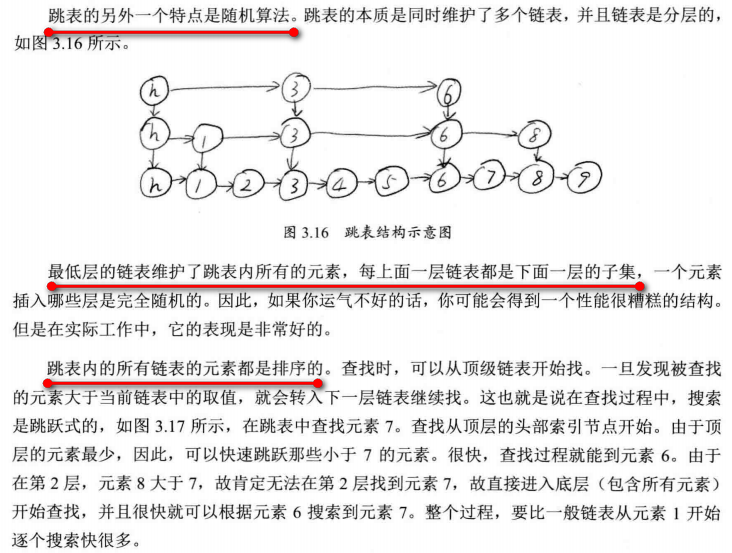 跳表的另外一个特点是随机算法。跳表的本质是同时维护了多个链表，并且链表是分层的，
如图 3.16 所示。
h 3 6
h 1 3 6 8
h 1 2 3 4 5 6 7 8 9
图 3.16 跳表结构示意图
最低层的链表维护了跳表内所有的元素，每上面一层链表都是下面一层的子集，一个元素
插入哪些层是完全随机的。因此，如果你运气不好的话，你可能会得到一个性能很糟糕的结构。
但是在实际工作中，它的表现是非常好的。
跳表内的所有链表的元素都是排序的。查找时，可以从顶级链表开始找。一旦发现被查找
的元素大于当前链表中的取值，就会转入下一层链表继续找。这也就是说在查找过程中，搜索
是跳跃式的，如图 3.17 所示，在跳表中查找元素 7。查找从顶层的头部索引节点开始。由于顶
层的元素最少，因此，可以快速跳跃那些小于 7 的元素。很快，查找过程就能到元素 6。由于
在第 2 层，元素 8 大于 7，故肯定无法在第 2 层找到元素 7，故直接进入底层（包含所有元素）
开始查找，并且很快就可以根据元素 6 搜索到元素 7。整个过程，要比一般链表从元素 1 开始
逐个搜索快很多。